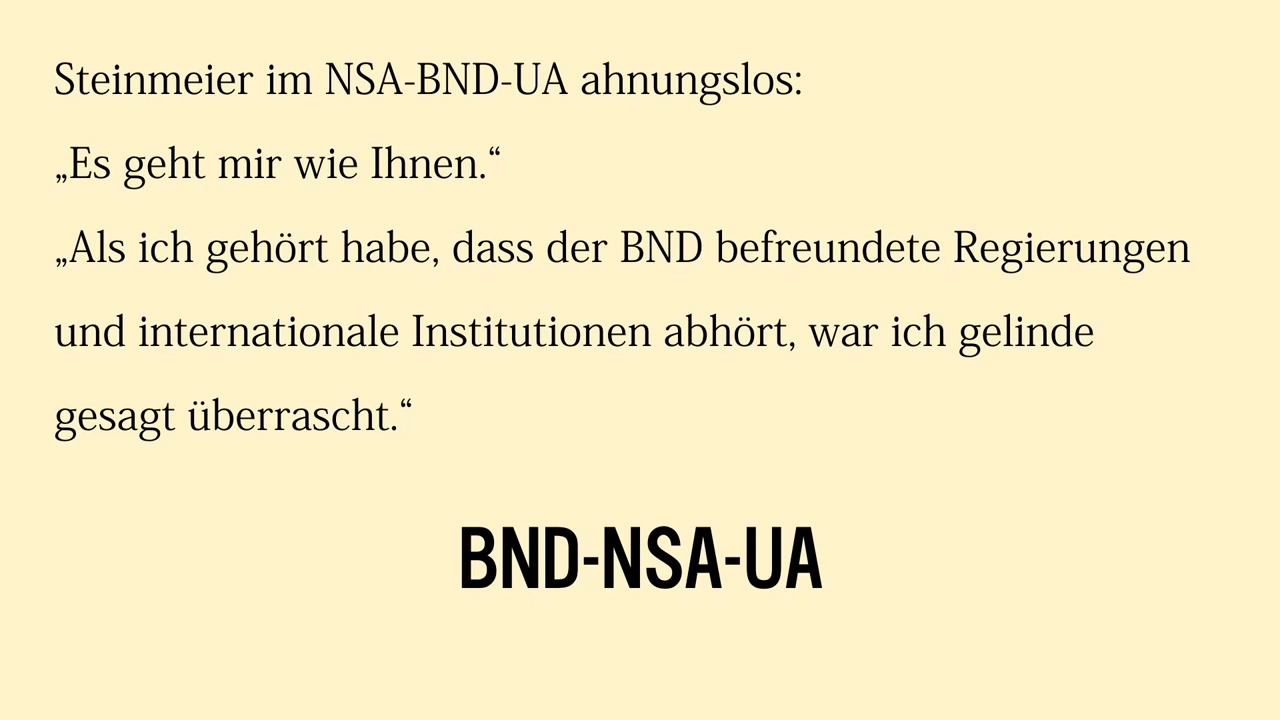 Steinmeier im NSA-BND-UA ahnungslos:
„Es geht mir wie Ihnen.“
„Als ich gehört habe, dass der BND befreundete Regierungen
und internationale Institutionen abhört, war ich gelinde
gesagt überrascht.“
BND-NSA-UA